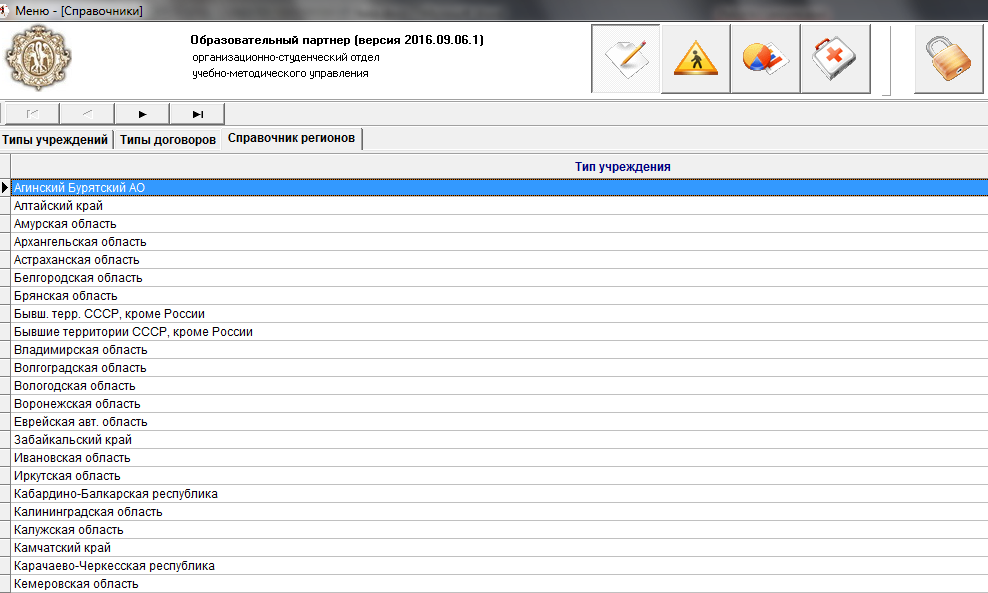 Меню - [Справочники]
Образовательный партнер (версия 2016.09.06.1)
организационно-студенческий отдел
учебно-методического управления
Типы учреждений
Типы договоров
Справочник регионов
Тип учреждения
Агинский Бурятский АО
Алтайский край
Амурская область
Архангельская область
Астраханская область
Белгородская область
Брянская область
Бывш. терр. СССР, кроме России
Бывшие территории СССР, кроме России
Владимирская область
Волгоградская область
Вологодская область
Воронежская область
Еврейская авт. область
Забайкальский край
Ивановская область
Иркутская область
Кабардино-Балкарская республика
Калининградская область
Калужская область
Камчатский край
Карачаево-Черкесская республика
Кемеровская область